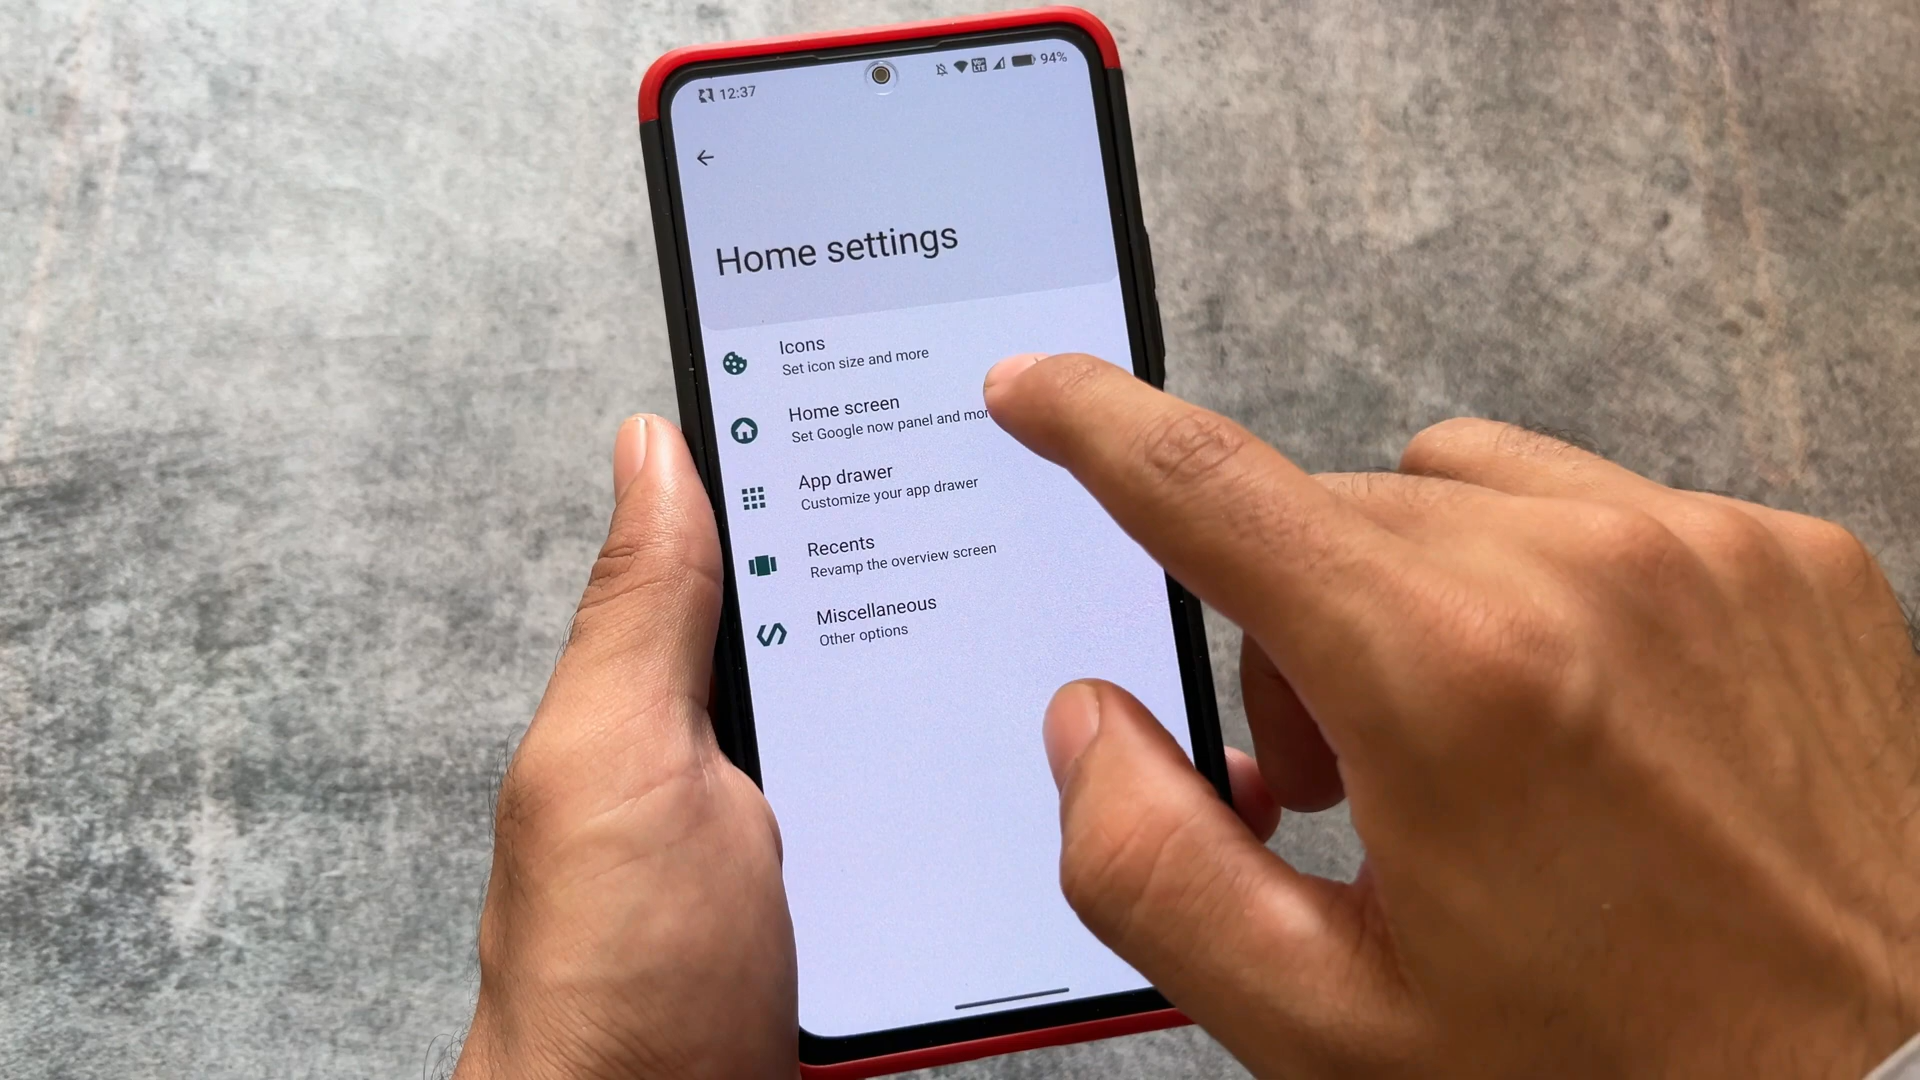 12:37
94%
Home settings
Icons
Set icon size and more
Home screen
Set Google now panel and mor
App drawer
Customize your app drawer
Recents
Revamp the overview screen
Miscellaneous
Other options